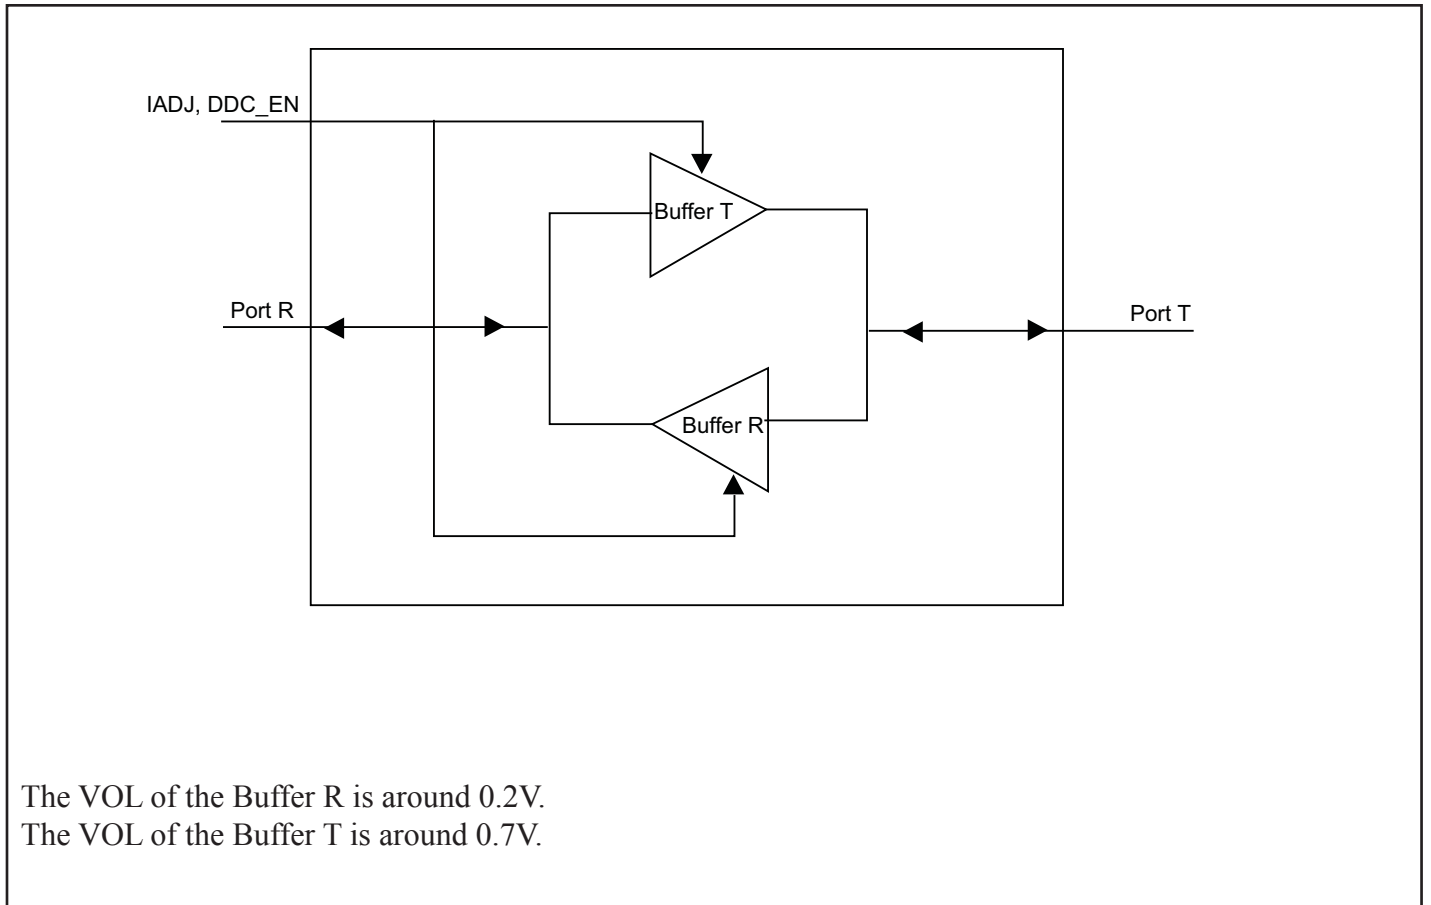 IADJ, DDC_EN
Buffer T
Port R
Port T
Buffer R
The VOL of the Buffer R is around 0.2V.
The VOL of the Buffer T is around 0.7V.